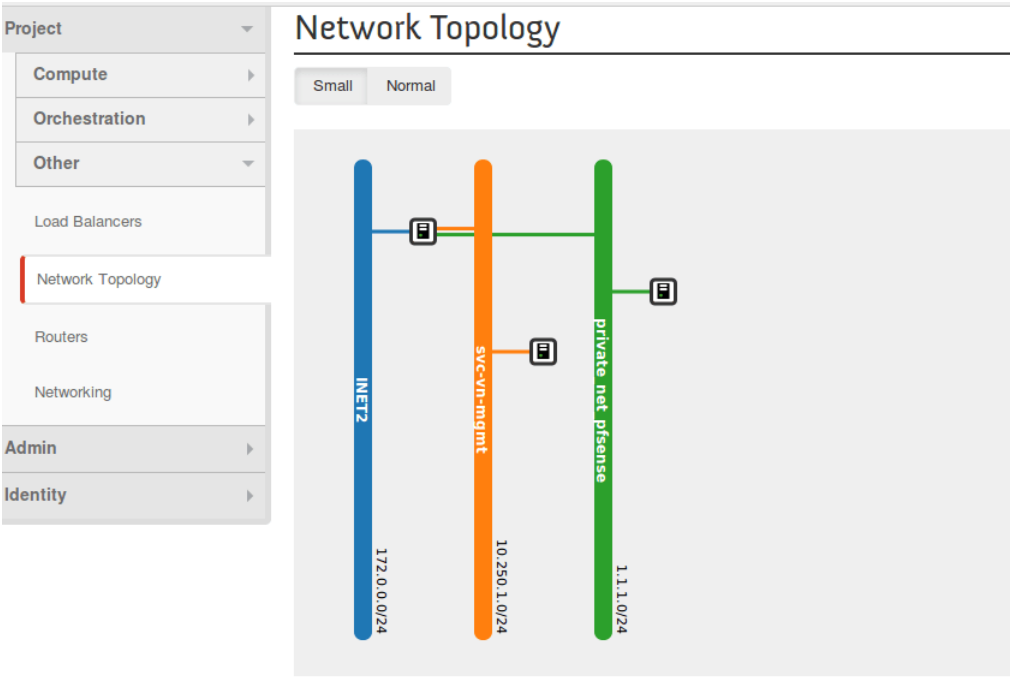 Project
Compute
Orchestration
Other
Load Balancers
Network Topology
Routers
Networking
Admin
Identity
Network Topology
Small Normal
INET2
172.0.0.0/24
svc-vn-mgmt
10.250.1.0/24
private net pfsense
1.1.1.0/24